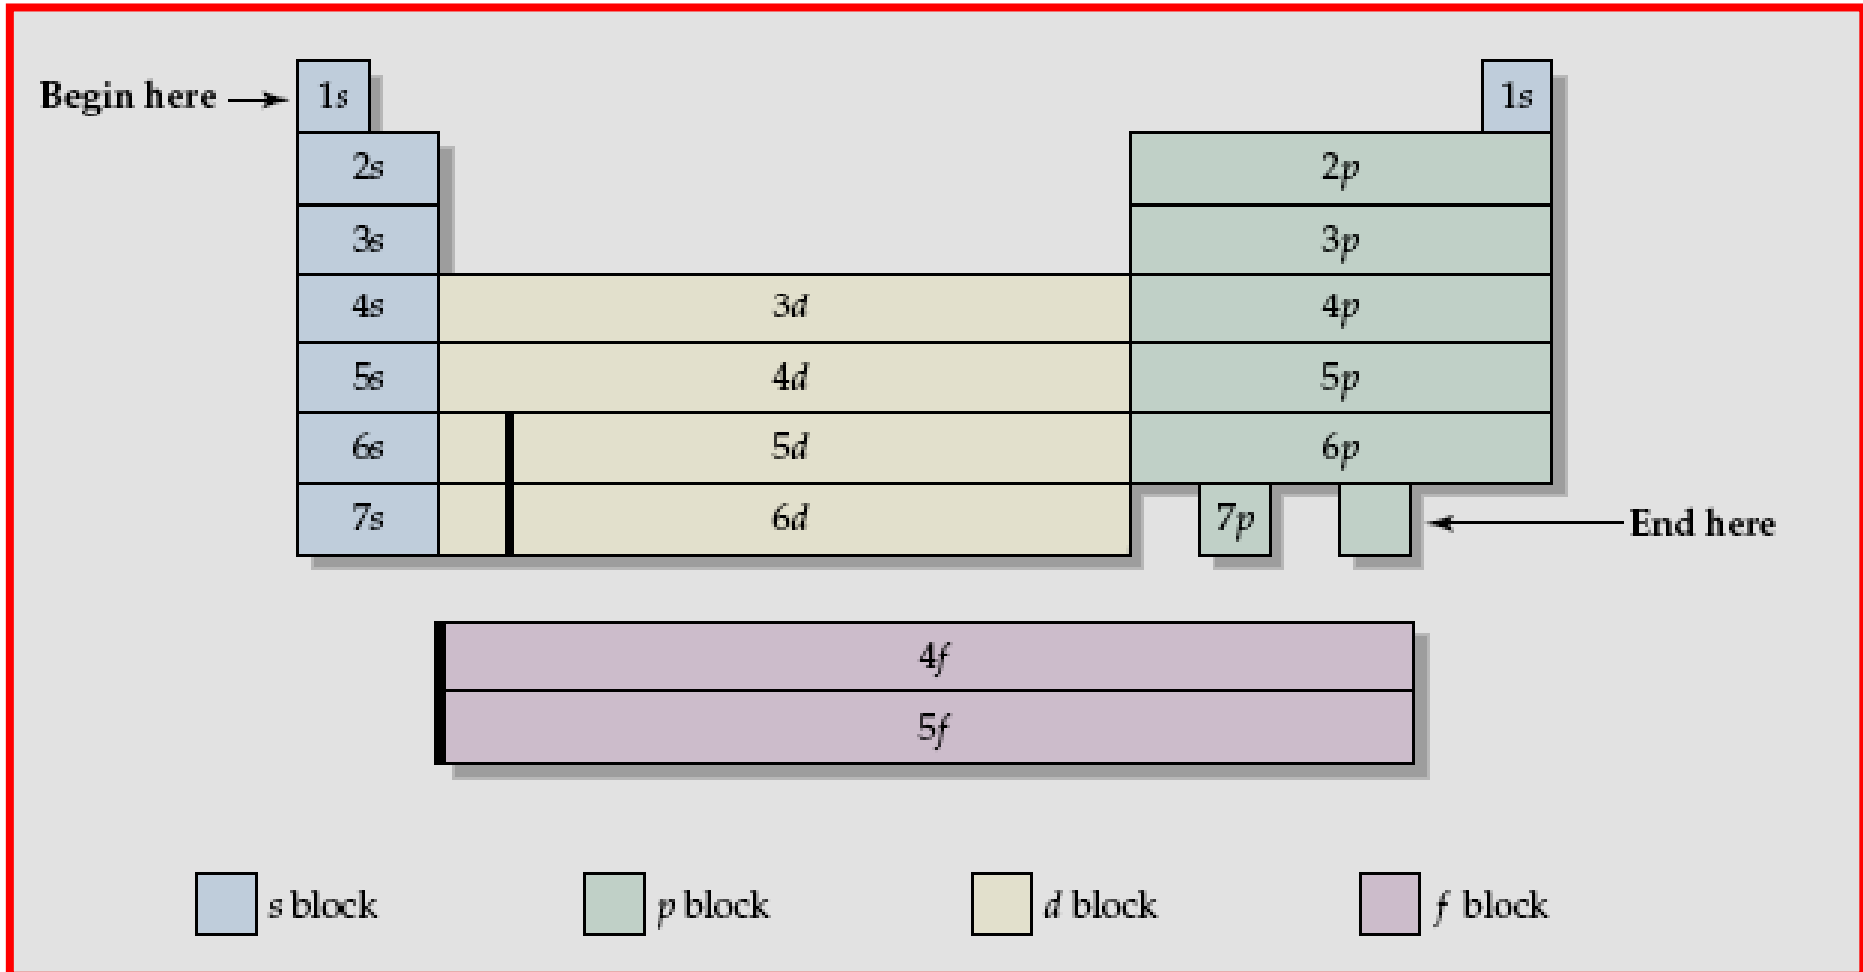 Begin here 1s 1s
2s 2p
3s 3p
4s 3d 4p
5s 4d 5p
6s 5d 6p
7s 6d 7p End here
4f
5f
s block p block d block f block